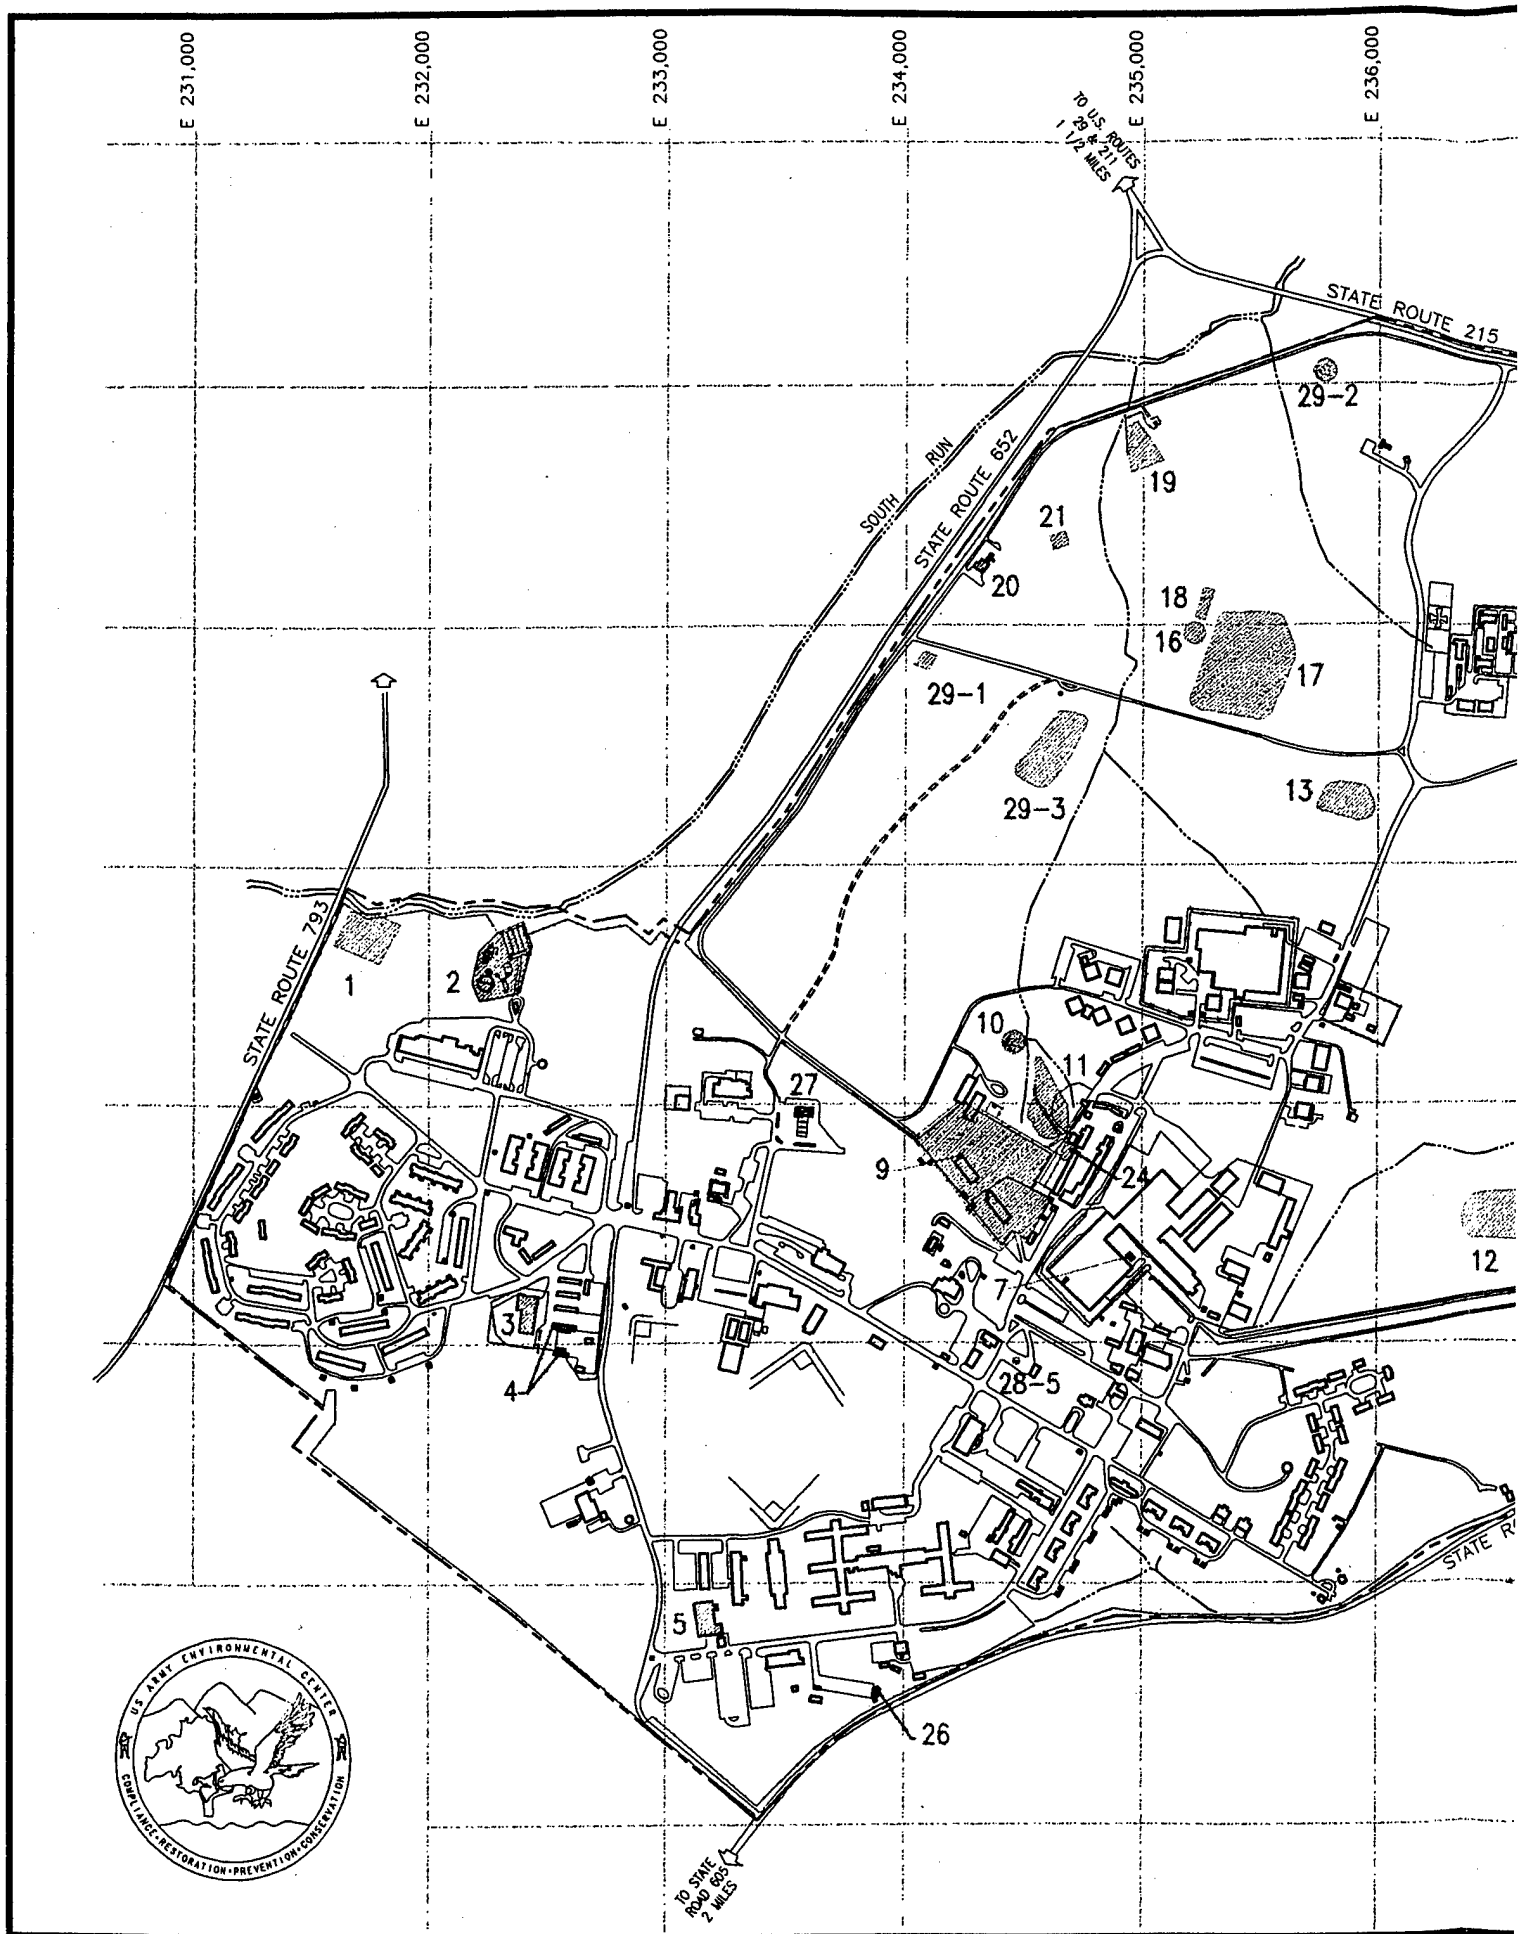 E 231,000
E 232,000
E 233,000
E 234,000
E 235,000
E 236,000
TO U.S. ROUTES
29 & 211
1 1/2 MILES
STATE ROUTE 215
29-2
SOUTH RUN
STATE ROUTE 652
19
21
20
18
16
17
29-1
29-3
13
STATE ROUTE 793
1
2
10
11
27
9
24
12
7
3
4
28-5
STATE R
5
26
US ARMY ENVIRONMENTAL CENTER
COMPLIANCE•RESTORATION•PREVENTION•CONSERVATION
TO STATE
ROAD 605
2 MILES